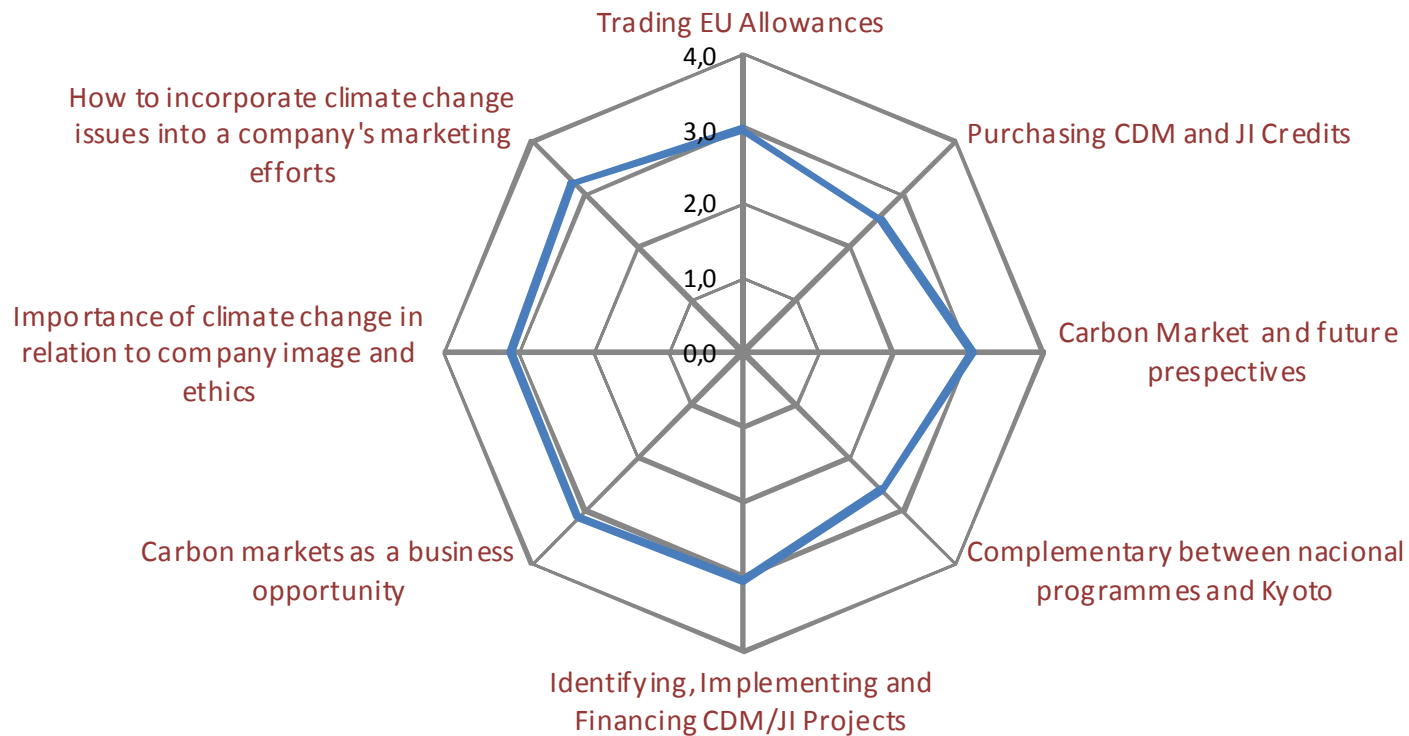 Trading EU Allowances
4,0
How to incorporate climate change
issues into a company's marketing
efforts
3,0
Purchasing CDM and JI Credits
2,0
1,0
Importance of climate change in
relation to company image and
ethics
0,0
Carbon Market and future
prespectives
Carbon markets as a business
opportunity
Complementary between nacional
programmes and Kyoto
Identifying, Implementing and
Financing CDM/JI Projects